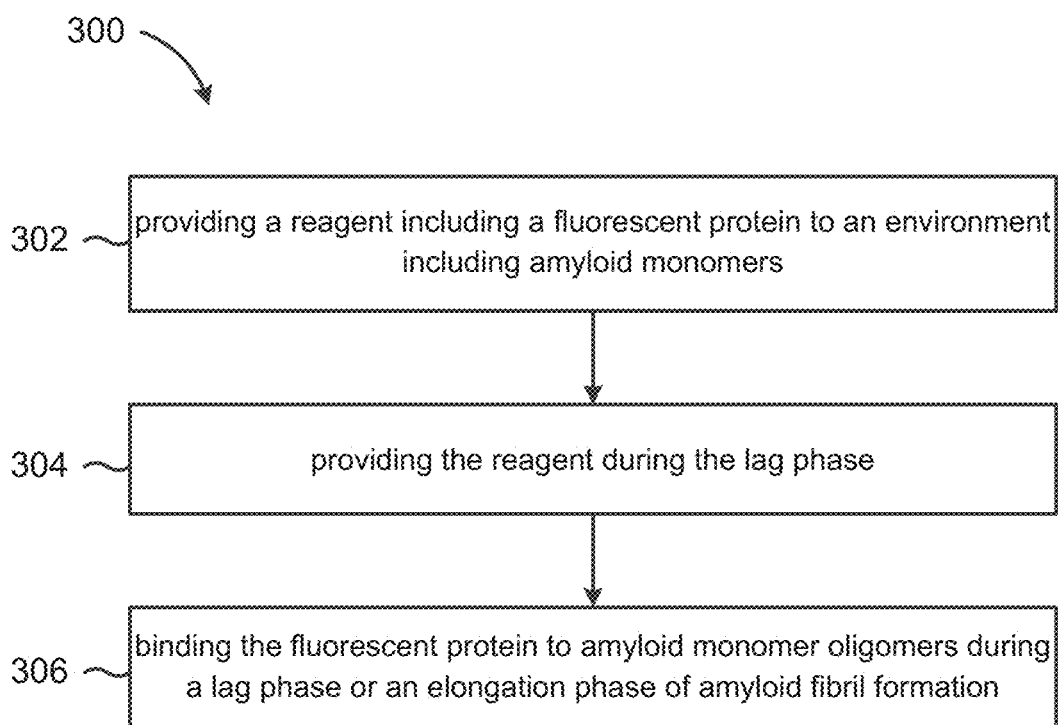 300
302
providing a reagent including a fluorescent protein to an environment
including amyloid monomers
304
providing the reagent during the lag phase
306
binding the fluorescent protein to amyloid monomer oligomers during
a lag phase or an elongation phase of amyloid fibril formation